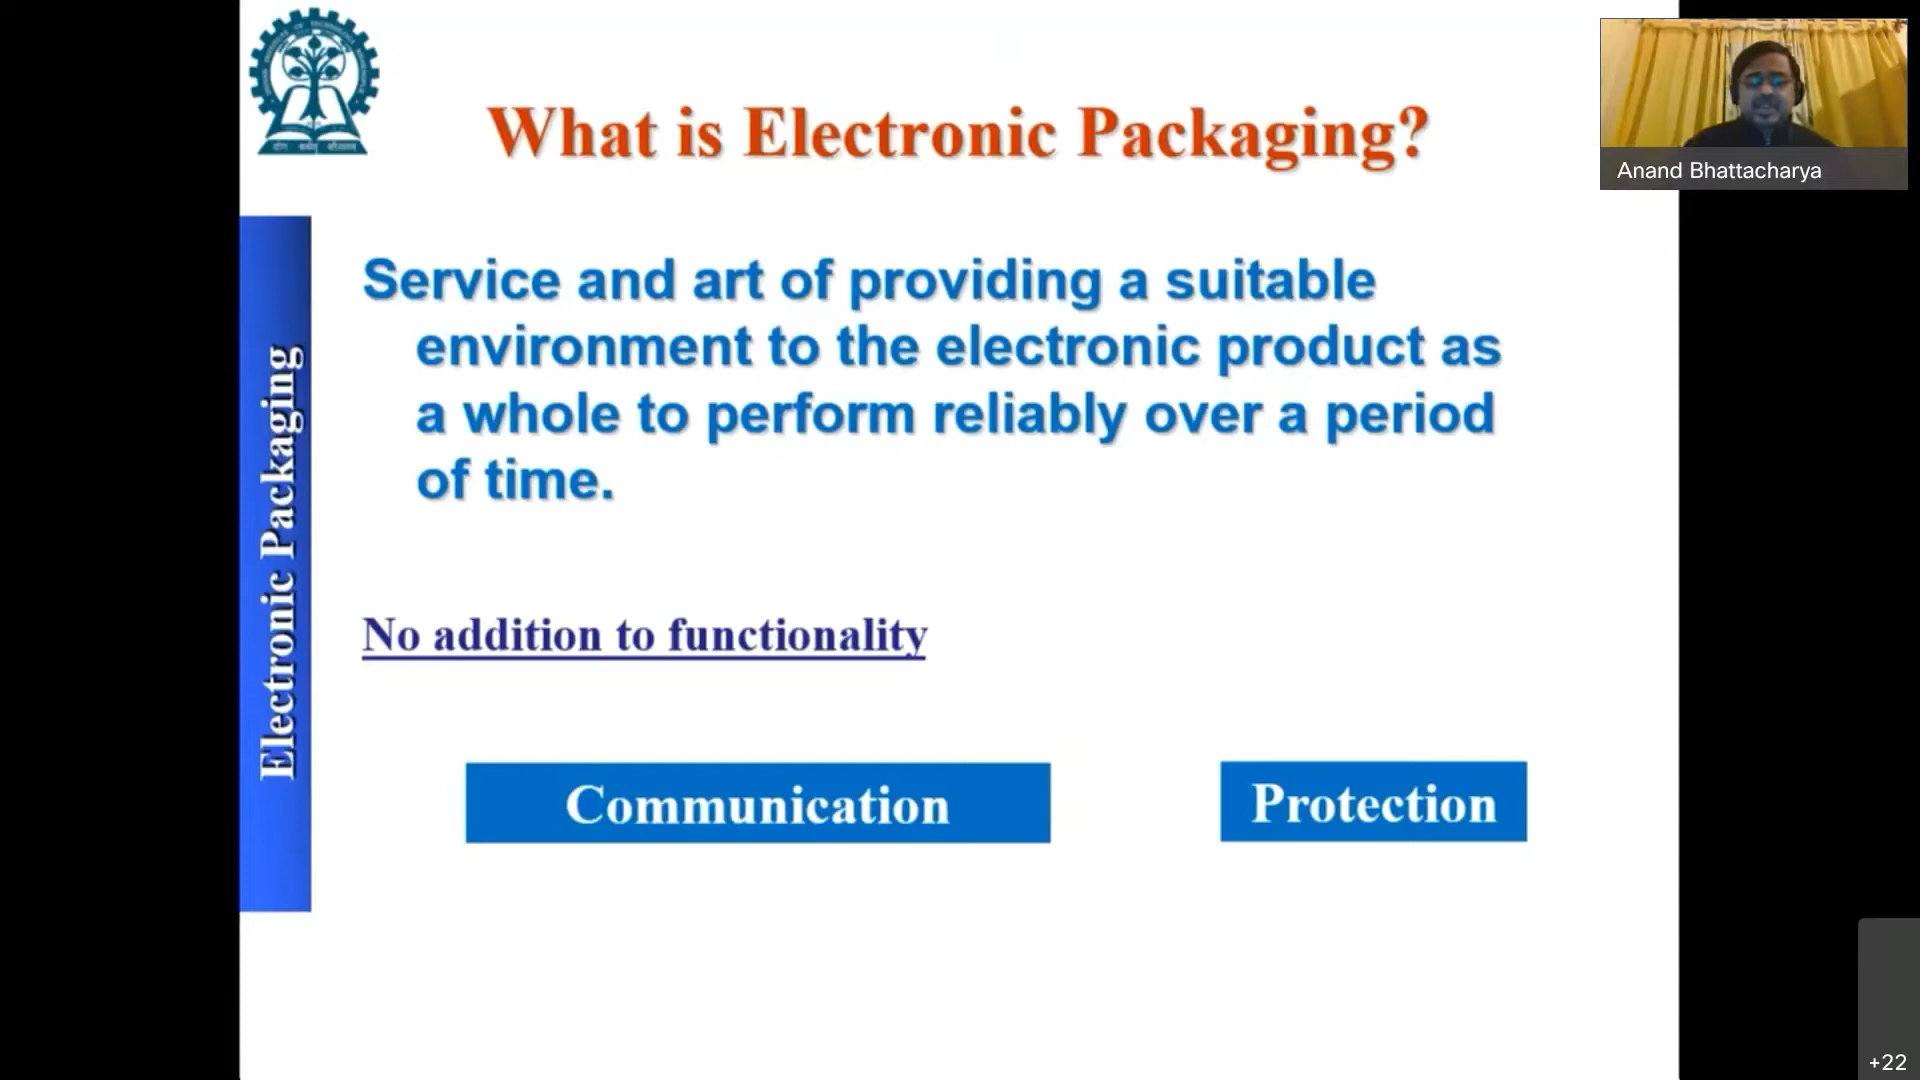 What is Electronic Packaging?
Anand Bhattacharya
Electronic Packaging
Service and art of providing a suitable
environment to the electronic product as
a whole to perform reliably over a period
of time.
No addition to functionality
Communication
Protection
+22